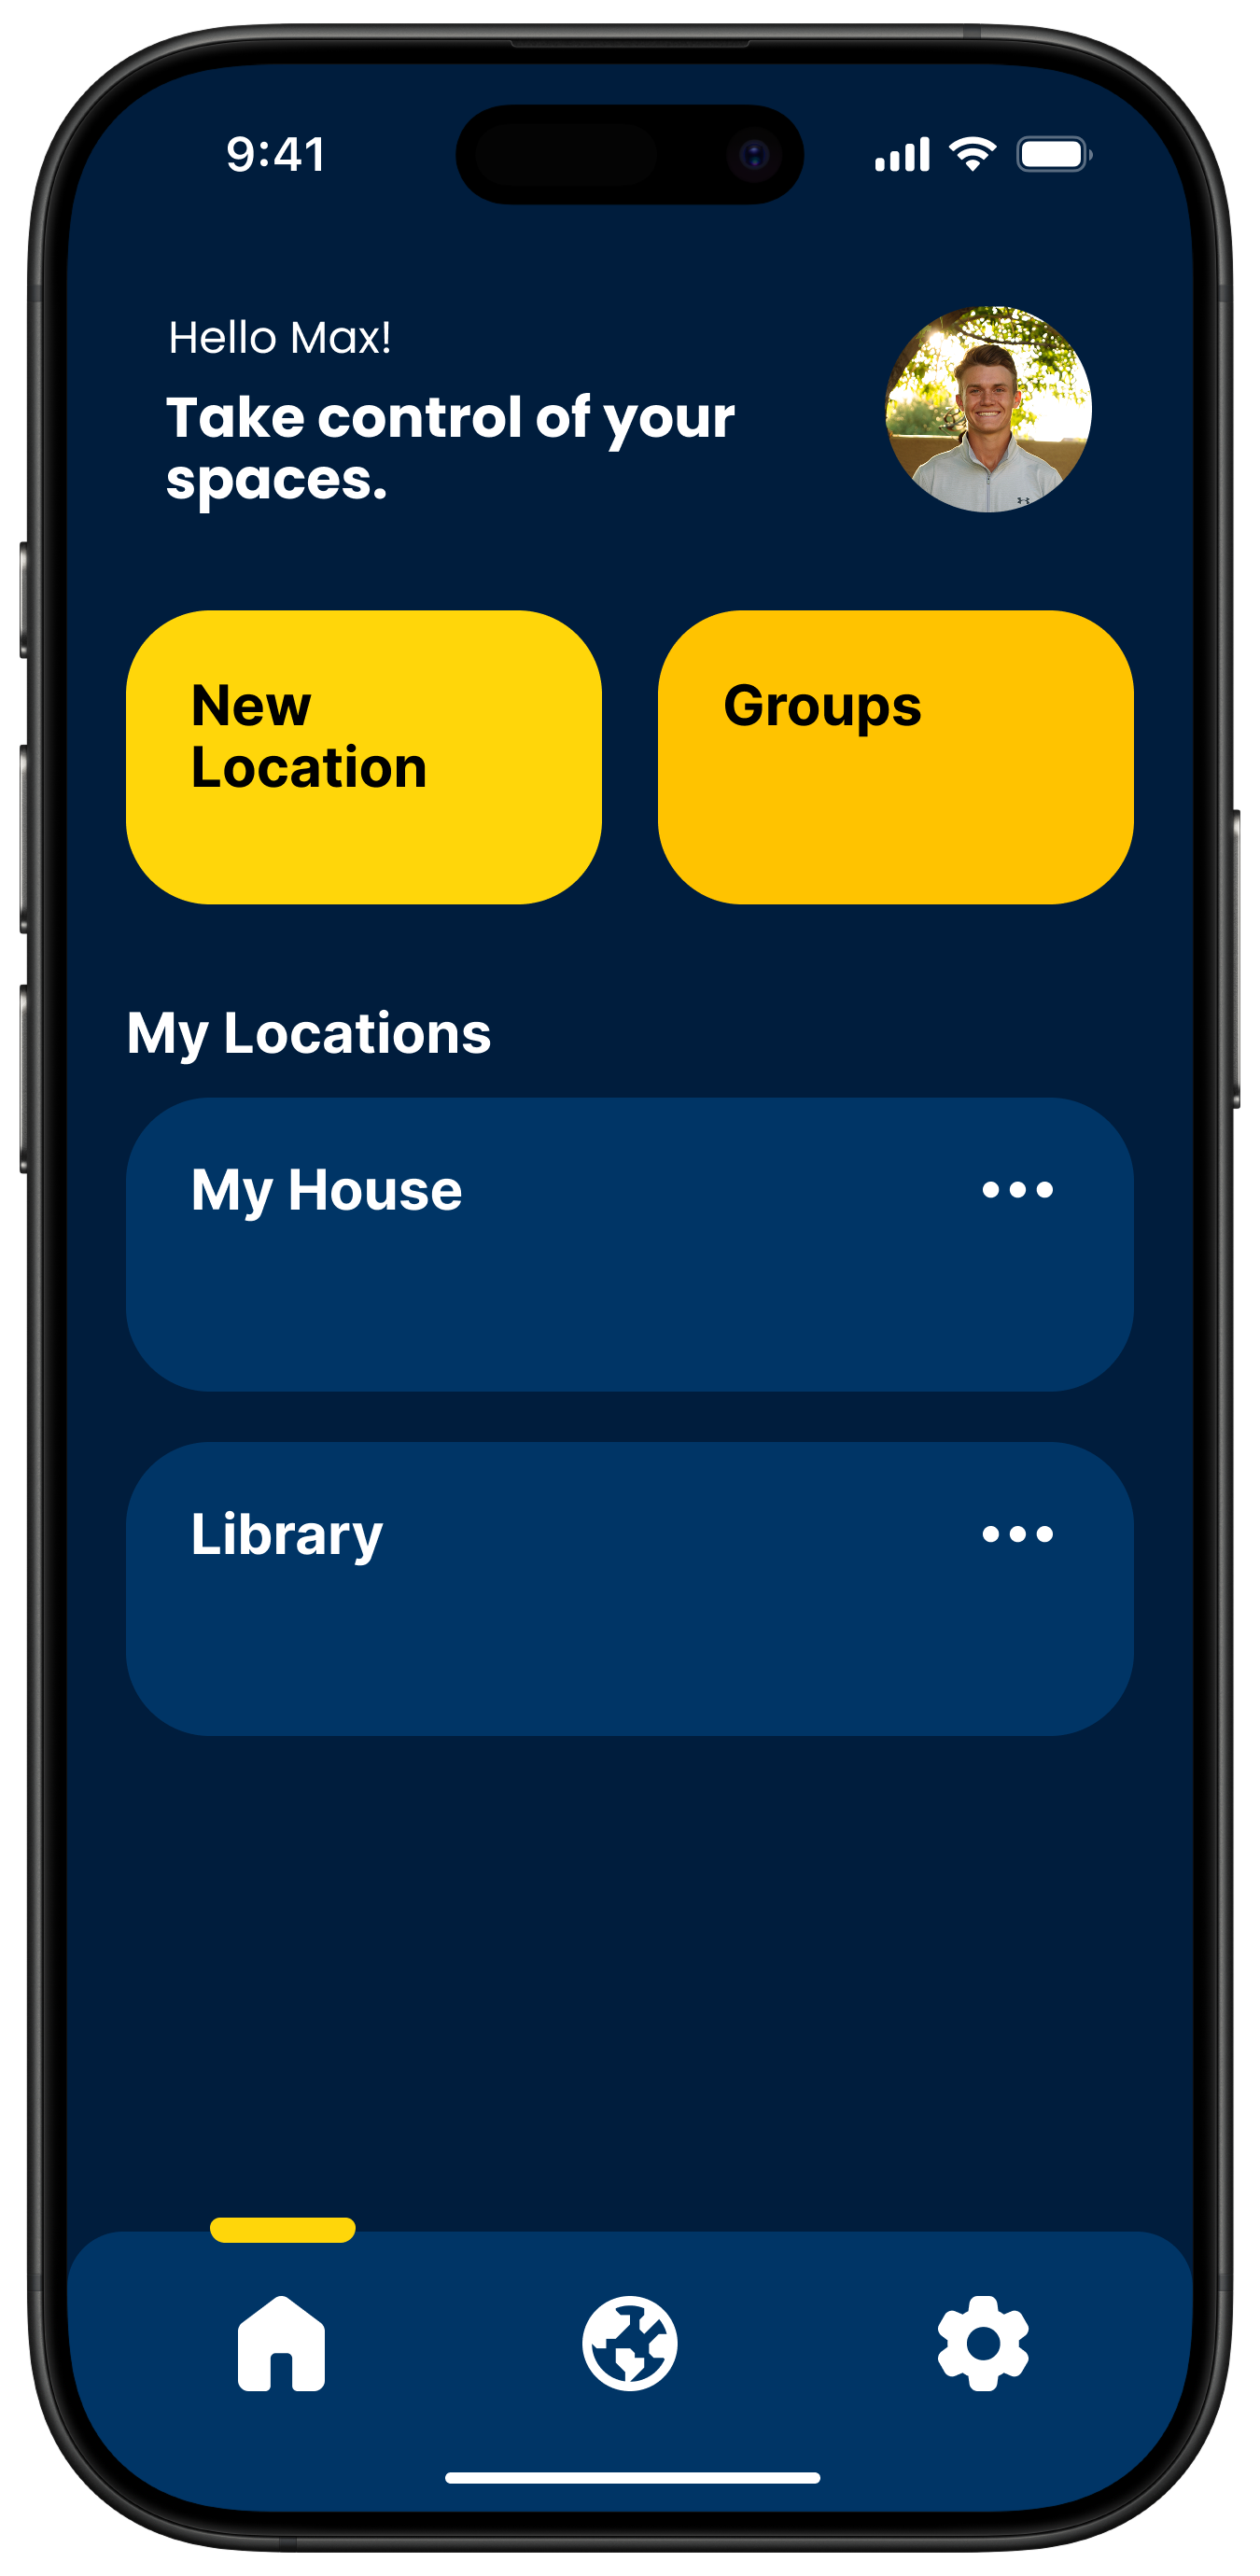 9:41
Hello Max!
Take control of your
spaces.
New
Location
Groups
My Locations
My House
Library